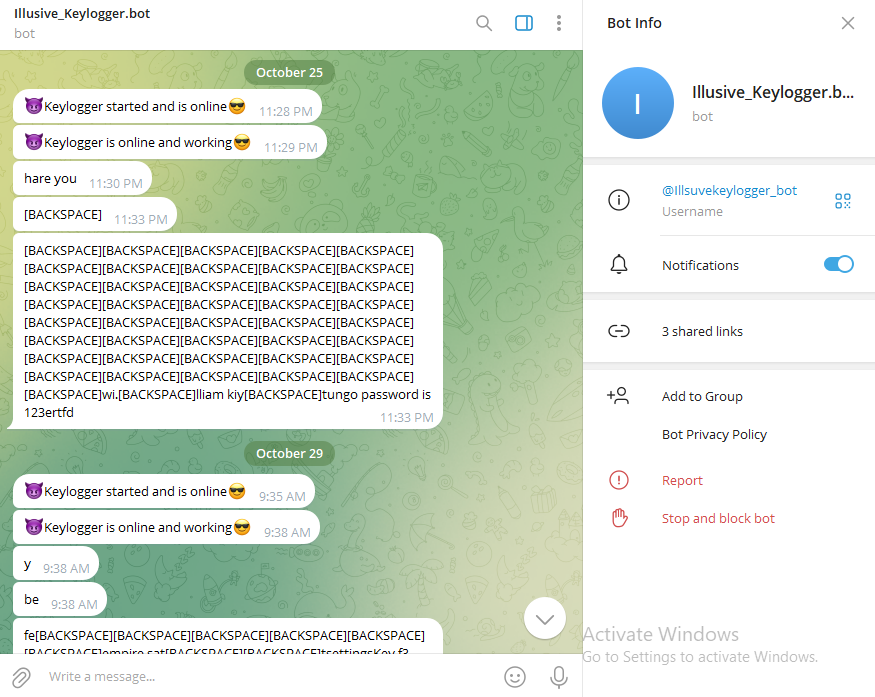 Illusive_Keylogger.bot
bot
October 25
😈Keylogger started and is online😎 11:28 PM
😈Keylogger is online and working😎 11:29 PM
hare you 11:30 PM
[BACKSPACE] 11:33 PM
[BACKSPACE][BACKSPACE][BACKSPACE][BACKSPACE][BACKSPACE]
[BACKSPACE][BACKSPACE][BACKSPACE][BACKSPACE][BACKSPACE]
[BACKSPACE][BACKSPACE][BACKSPACE][BACKSPACE][BACKSPACE]
[BACKSPACE][BACKSPACE][BACKSPACE][BACKSPACE][BACKSPACE]
[BACKSPACE][BACKSPACE][BACKSPACE][BACKSPACE][BACKSPACE]
[BACKSPACE][BACKSPACE][BACKSPACE][BACKSPACE][BACKSPACE]
[BACKSPACE][BACKSPACE][BACKSPACE][BACKSPACE][BACKSPACE]
[BACKSPACE][BACKSPACE][BACKSPACE][BACKSPACE][BACKSPACE]
[BACKSPACE]wi.[BACKSPACE]lliam kiy[BACKSPACE]tungo password is
123ertfd
11:33 PM
October 29
😈Keylogger started and is online😎 9:35 AM
😈Keylogger is online and working😎 9:38 AM
y 9:38 AM
be 9:38 AM
fe[BACKSPACE][BACKSPACE][BACKSPACE][BACKSPACE][BACKSPACE]
[BACKSPACE]empire sat[BACKSPACE][BACKSPACE]tsettingsKey.f3
Write a message...
Bot Info
I
Illusive_Keylogger.b...
bot
@Illsuvekeylogger_bot
Username
Notifications
3 shared links
Add to Group
Bot Privacy Policy
Report
Stop and block bot
Activate Windows
Go to Settings to activate Windows.